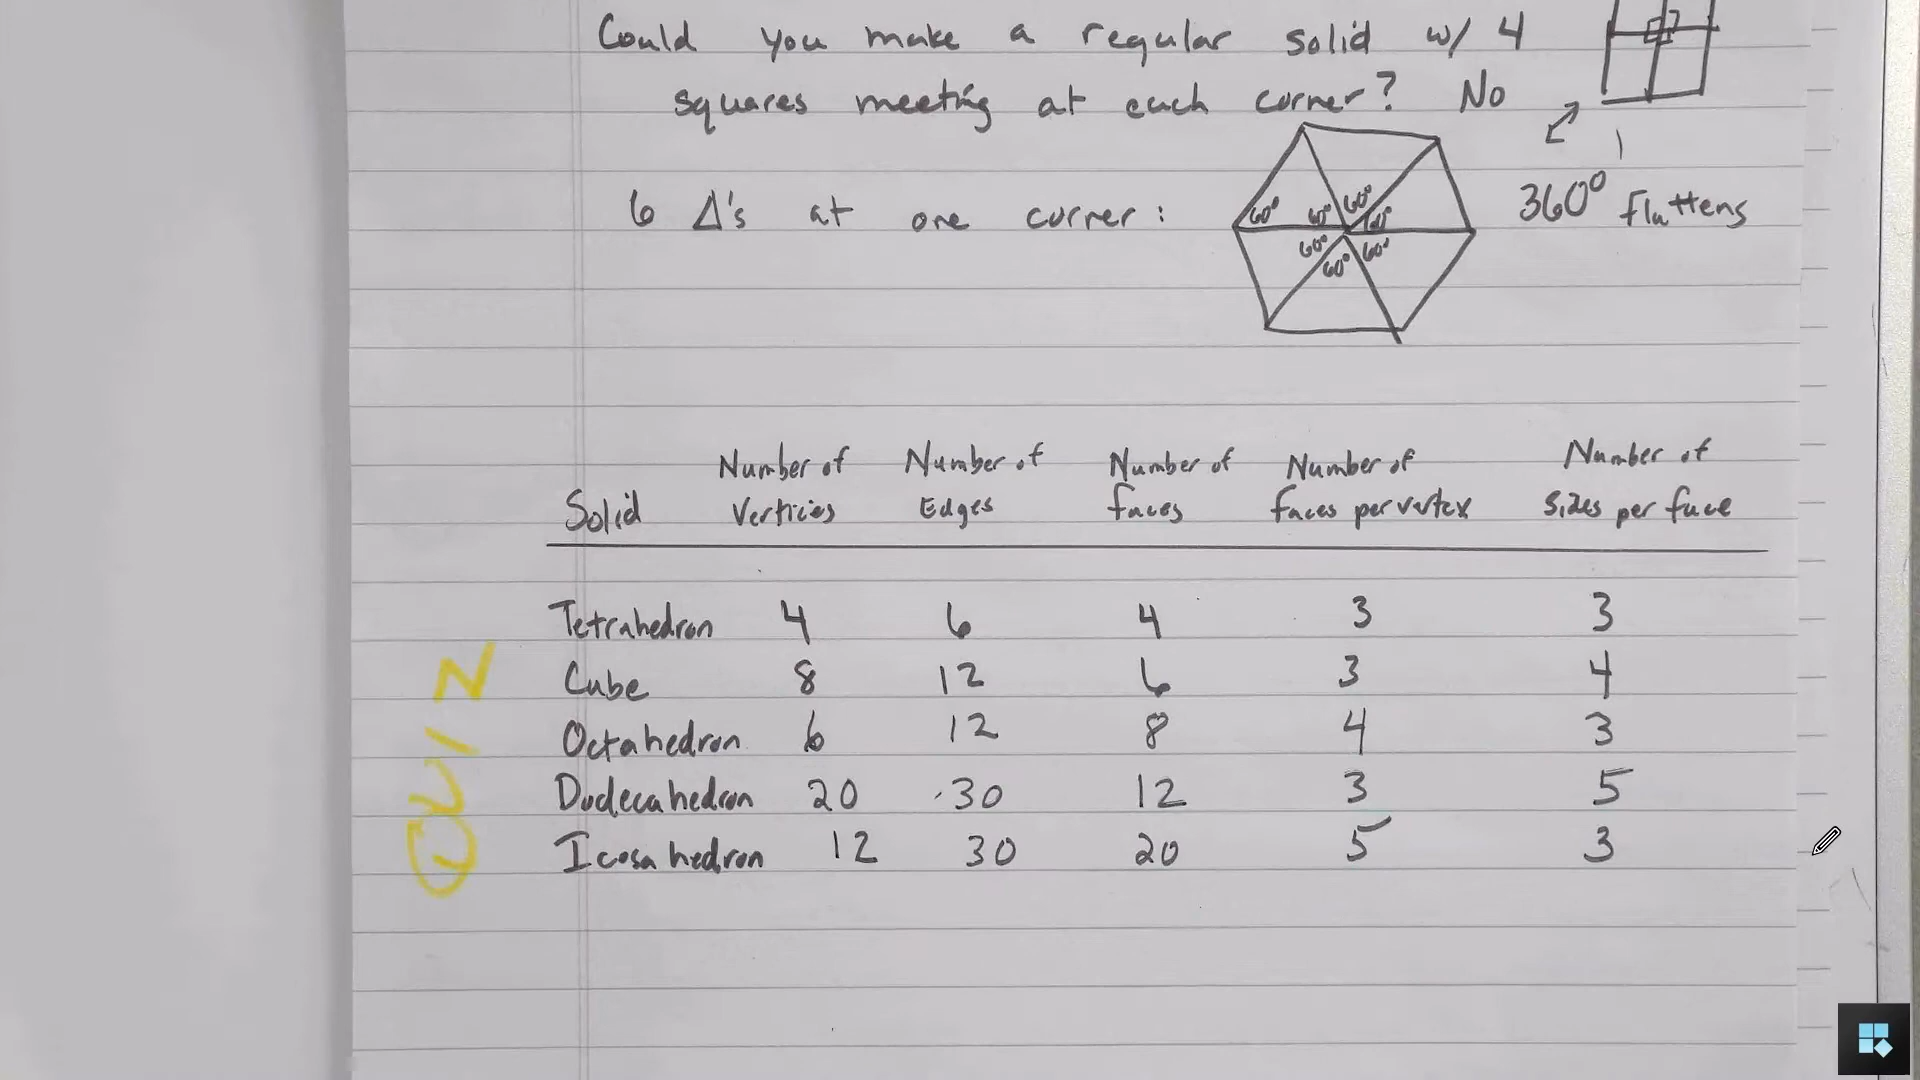 Could you make a regular solid w/ 4
squares meeting at each corner? No
6 Δ's at one corner:
60° 60° 60° 60°
60° 60° 60°
360° flattens
Solid Number of Verticies Number of Edges Number of faces Number of faces per vertex Number of sides per face
Tetrahedron 4 6 4 3 3
Cube 8 12 6 3 4
Octahedron 6 12 8 4 3
Dodecahedron 20 30 12 3 5
Icosahedron 12 30 20 5 3
QUIZ